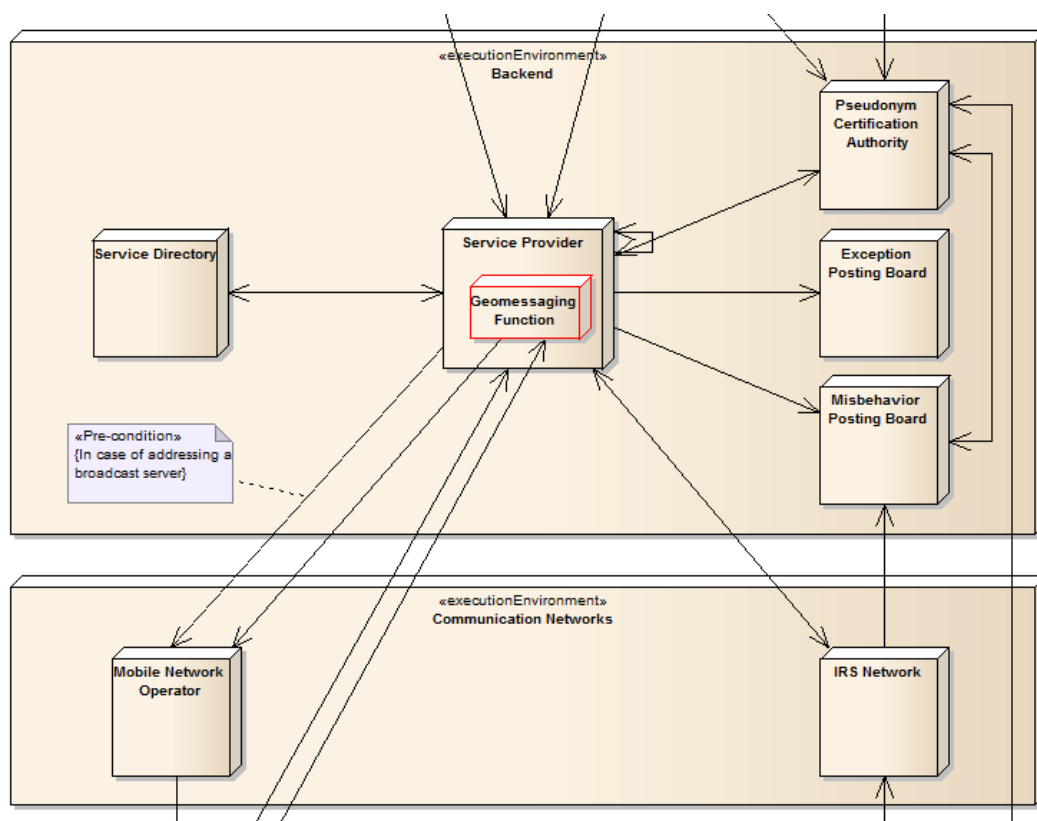 «executionEnvironment»
Backend
Pseudonym
Certification
Authority
Service Directory
Service Provider
Geomessaging
Function
Exception
Posting Board
Misbehavior
Posting Board
«Pre-condition»
{In case of addressing a
broadcast server}
«executionEnvironment»
Communication Networks
Mobile Network
Operator
IRS Network